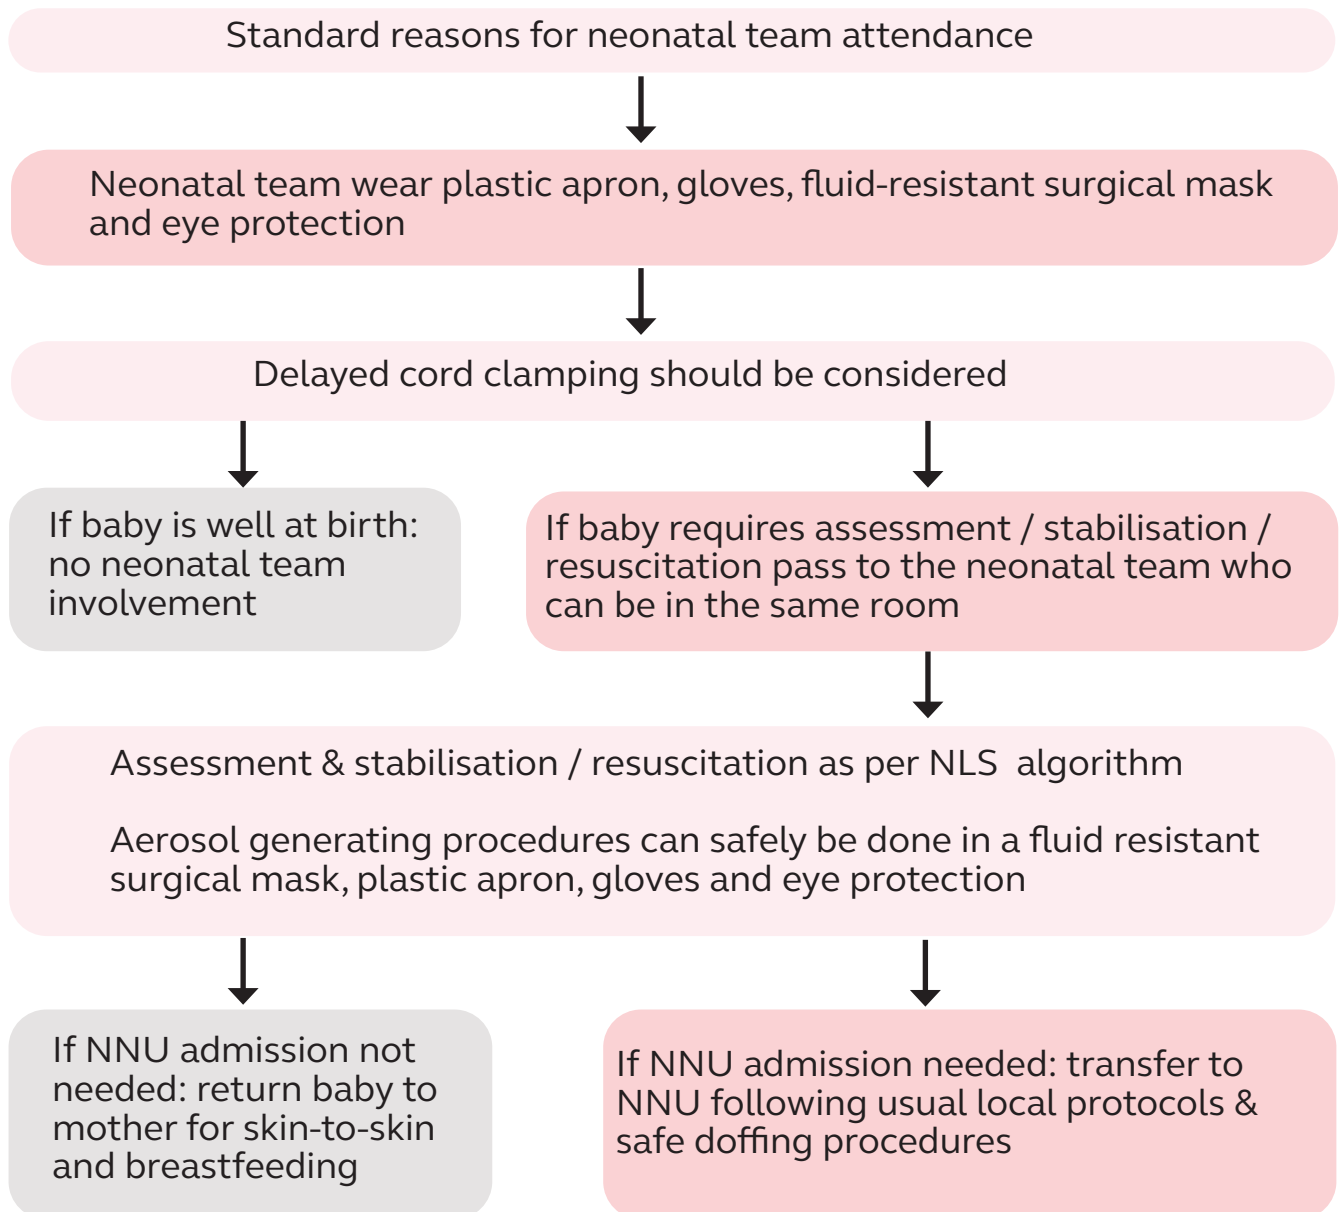 Standard reasons for neonatal team attendance
Neonatal team wear plastic apron, gloves, fluid-resistant surgical mask
and eye protection
Delayed cord clamping should be considered
If baby is well at birth:
no neonatal team
involvement
If baby requires assessment / stabilisation /
resuscitation pass to the neonatal team who
can be in the same room
Assessment & stabilisation / resuscitation as per NLS algorithm
Aerosol generating procedures can safely be done in a fluid resistant
surgical mask, plastic apron, gloves and eye protection
If NNU admission not
needed: return baby to
mother for skin-to-skin
and breastfeeding
If NNU admission needed: transfer to
NNU following usual local protocols &
safe doffing procedures